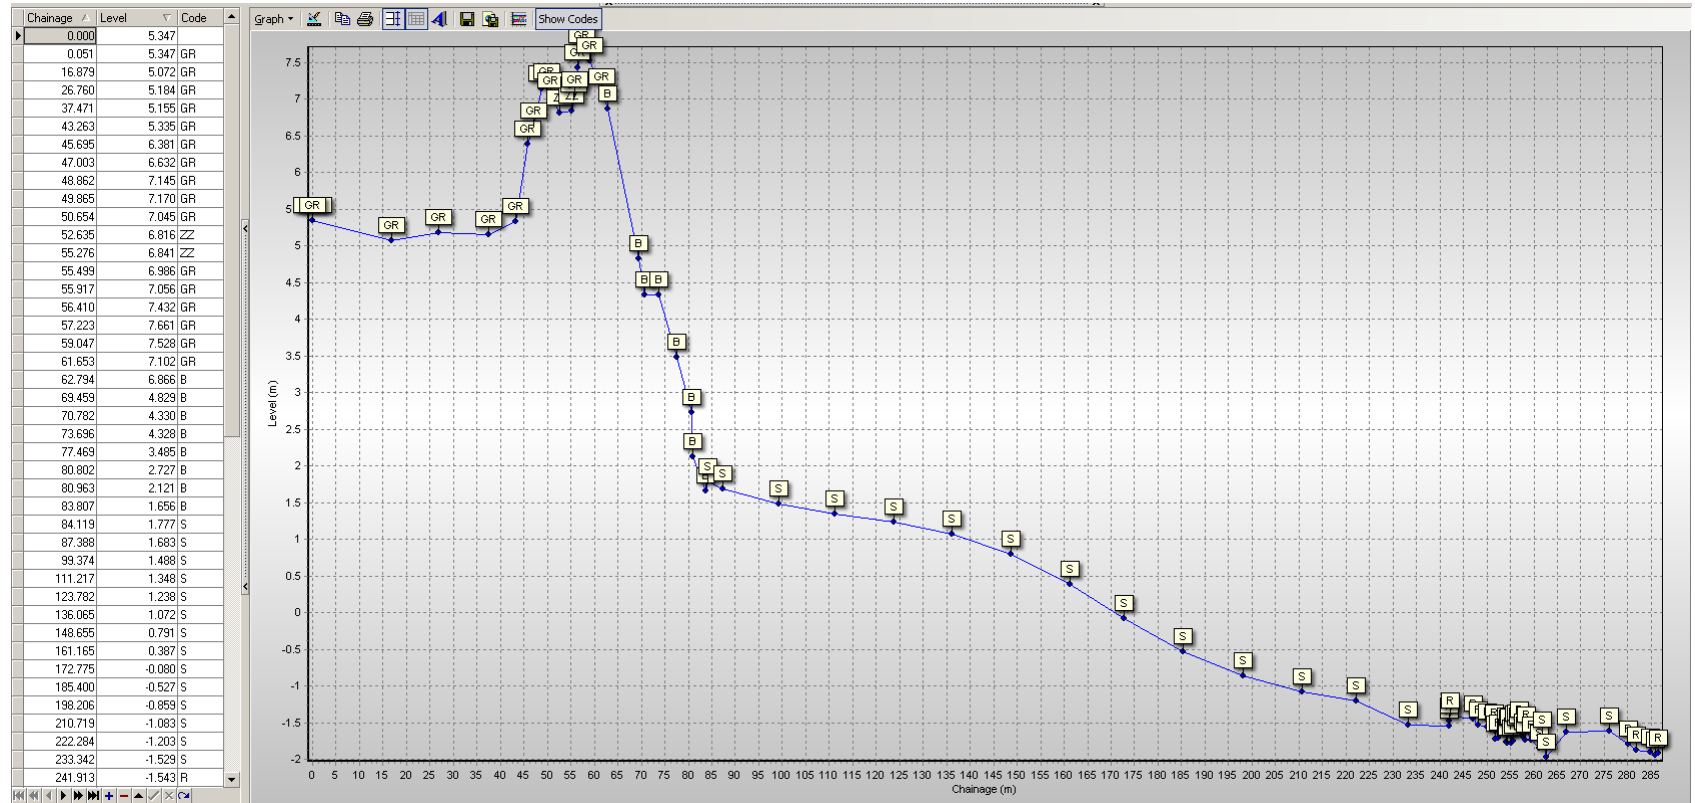 Chainage Level Code
0.000 5.347
0.051 5.347 GR
16.879 5.072 GR
26.760 5.184 GR
37.471 5.155 GR
43.263 5.335 GR
45.695 6.381 GR
47.003 6.632 GR
48.862 7.145 GR
49.865 7.170 GR
50.654 7.045 GR
52.635 6.816 ZZ
55.276 6.841 ZZ
55.499 6.986 GR
55.917 7.056 GR
56.410 7.432 GR
57.223 7.661 GR
59.047 7.528 GR
61.653 7.102 GR
62.794 6.866 B
69.459 4.829 B
70.782 4.330 B
73.696 4.328 B
77.469 3.485 B
80.802 2.727 B
80.963 2.121 B
83.807 1.656 B
84.119 1.777 S
87.388 1.683 S
99.374 1.488 S
111.217 1.348 S
123.782 1.238 S
136.065 1.072 S
148.655 0.791 S
161.165 0.387 S
172.775 -0.080 S
185.400 -0.527 S
198.206 -0.859 S
210.719 -1.083 S
222.284 -1.203 S
233.342 -1.529 S
241.913 -1.543 R
Graph Show Codes
7.5
7
6.5
6
5.5
5
4.5
4
3.5
3
2.5
2
1.5
1
0.5
0
-0.5
-1
-1.5
-2
Level (m)
GR
GR
GR
GR
GR
GR
GR
GR
GR
GR
GR
GR
B
B
B B
B
B
B
S
S
S
S
S
S
S
S
S
S
S
S
S
S
R
S
S
S
S
R
R
0 5 10 15 20 25 30 35 40 45 50 55 60 65 70 75 80 85 90 95 100 105 110 115 120 125 130 135 140 145 150 155 160 165 170 175 180 185 190 195 200 205 210 215 220 225 230 235 240 245 250 255 260 265 270 275 280 285
Chainage (m)